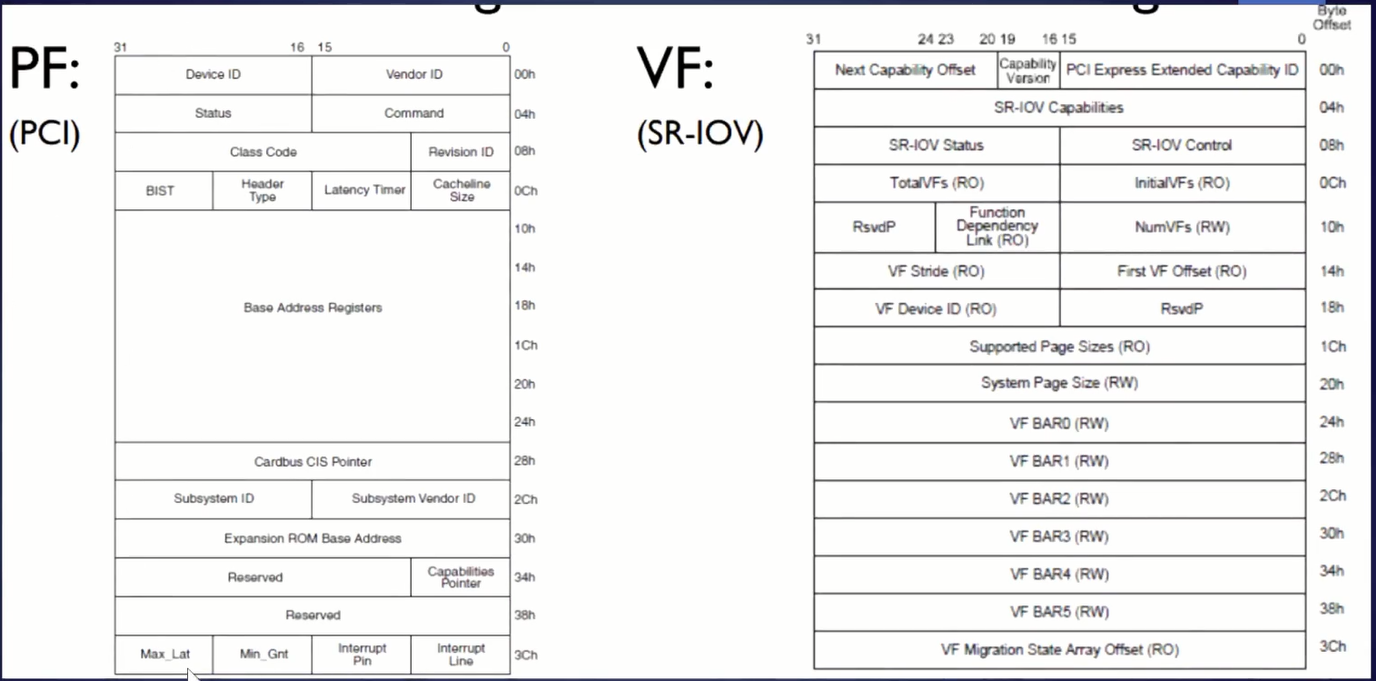 PF:
(PCI)
31 16 15 0
Device ID Vendor ID 00h
Status Command 04h
Class Code Revision ID 08h
BIST Header Type Latency Timer Cacheline Size 0Ch
10h
14h
Base Address Registers 18h
1Ch
20h
24h
Cardbus CIS Pointer 28h
Subsystem ID Subsystem Vendor ID 2Ch
Expansion ROM Base Address 30h
Reserved Capabilities Pointer 34h
Reserved 38h
Max_Lat Min_Gnt Interrupt Pin Interrupt Line 3Ch
VF:
(SR-IOV)
Byte Offset
31 24 23 20 19 16 15 0
Next Capability Offset Capability Version PCI Express Extended Capability ID 00h
SR-IOV Capabilities 04h
SR-IOV Status SR-IOV Control 08h
TotalVFs (RO) InitialVFs (RO) 0Ch
RsvdP Function Dependency Link (RO) NumVFs (RW) 10h
VF Stride (RO) First VF Offset (RO) 14h
VF Device ID (RO) RsvdP 18h
Supported Page Sizes (RO) 1Ch
System Page Size (RW) 20h
VF BAR0 (RW) 24h
VF BAR1 (RW) 28h
VF BAR2 (RW) 2Ch
VF BAR3 (RW) 30h
VF BAR4 (RW) 34h
VF BAR5 (RW) 38h
VF Migration State Array Offset (RO) 3Ch